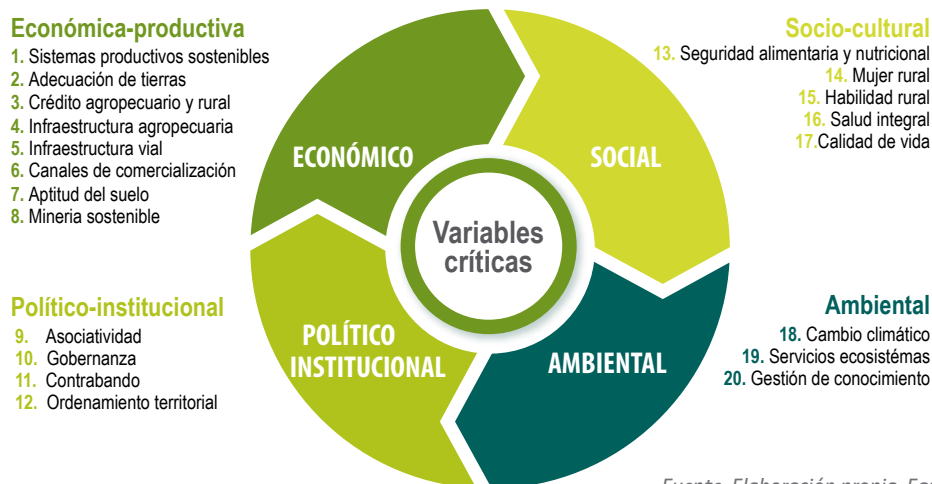 Económica-productiva
1. Sistemas productivos sostenibles
2. Adecuación de tierras
3. Crédito agropecuario y rural
4. Infraestructura agropecuaria
5. Infraestructura vial
6. Canales de comercialización
7. Aptitud del suelo
8. Mineria sostenible
Socio-cultural
13. Seguridad alimentaria y nutricional
14. Mujer rural
15. Habilidad rural
16. Salud integral
17.Calidad de vida
ECONÓMICO
SOCIAL
Variables
críticas
POLÍTICO
INSTITUCIONAL
AMBIENTAL
Político-institucional
9. Asociatividad
10. Gobernanza
11. Contrabando
12. Ordenamiento territorial
Ambiental
18. Cambio climático
19. Servicios ecosistémas
20. Gestión de conocimiento